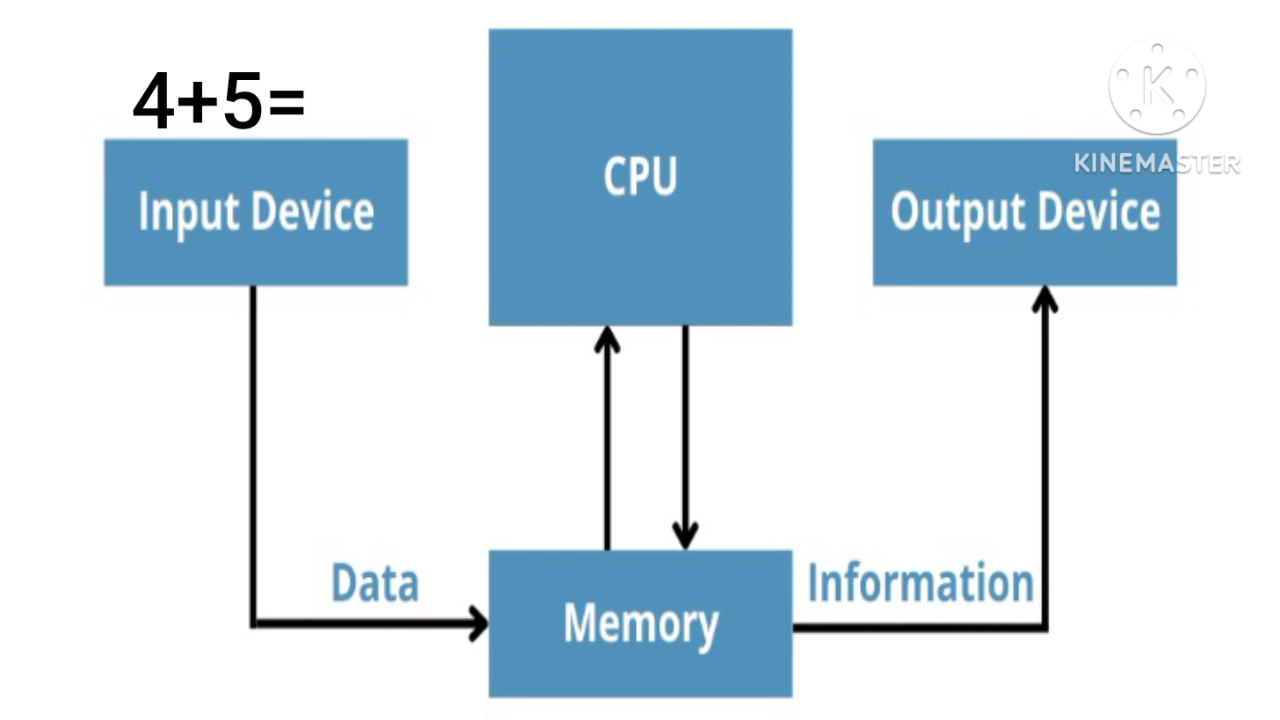 4+5=
Input Device
CPU
Output Device
K
KINEMASTER
Data
Memory
Information